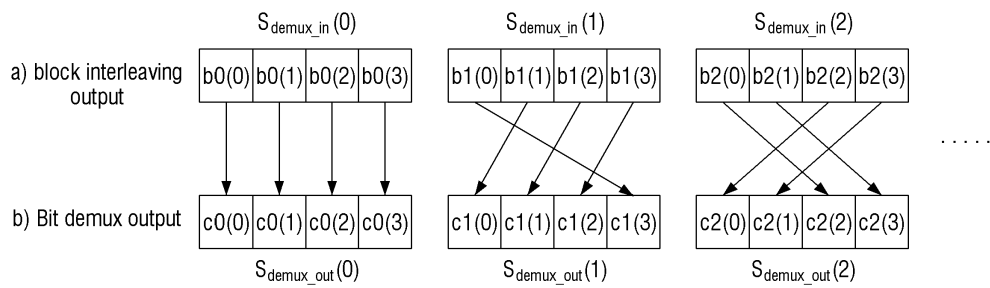 S_demux_in(0) S_demux_in(1) S_demux_in(2)
a) block interleaving
output
b0(0) b0(1) b0(2) b0(3) b1(0) b1(1) b1(2) b1(3) b2(0) b2(1) b2(2) b2(3)
.....
b) Bit demux output
c0(0) c0(1) c0(2) c0(3) c1(0) c1(1) c1(2) c1(3) c2(0) c2(1) c2(2) c2(3)
S_demux_out(0) S_demux_out(1) S_demux_out(2)